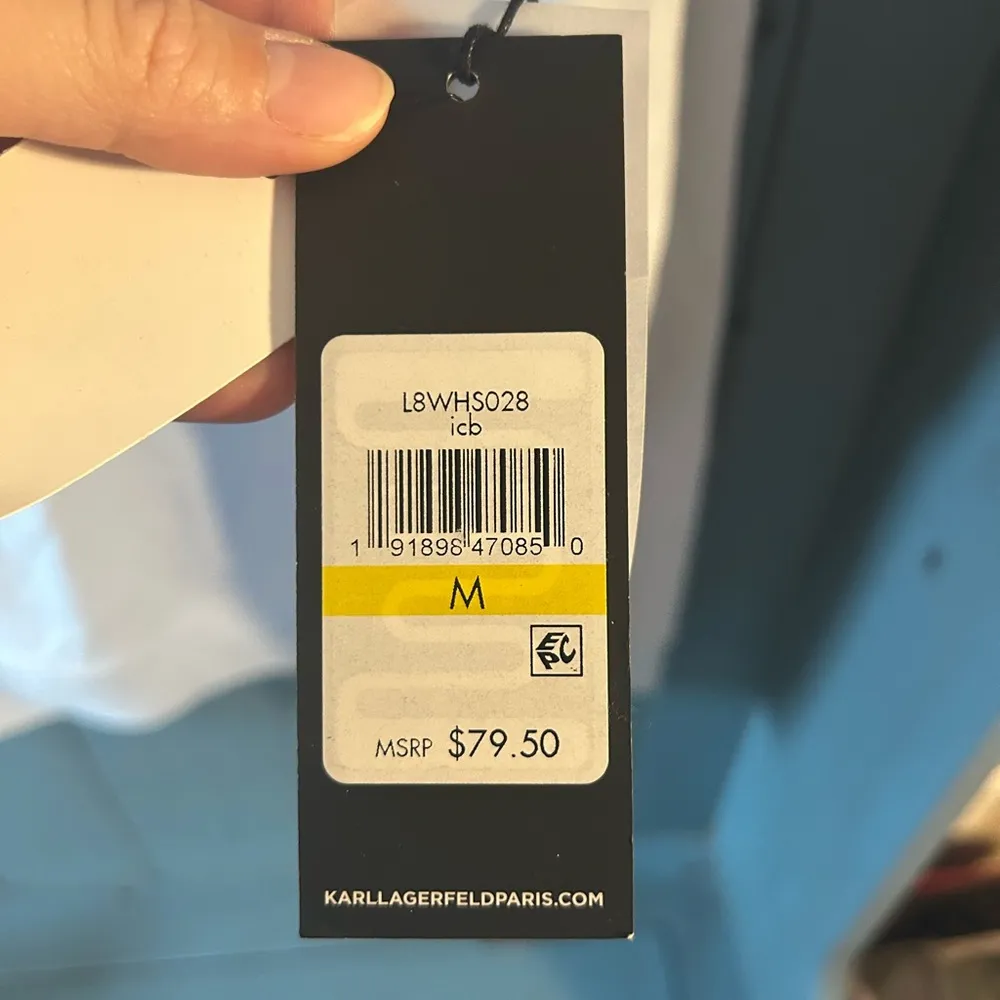 L8WHS028
icb
1 91898 47085 0
M
EPC
MSRP $79.50
KARLLAGERFELDPARIS.COM